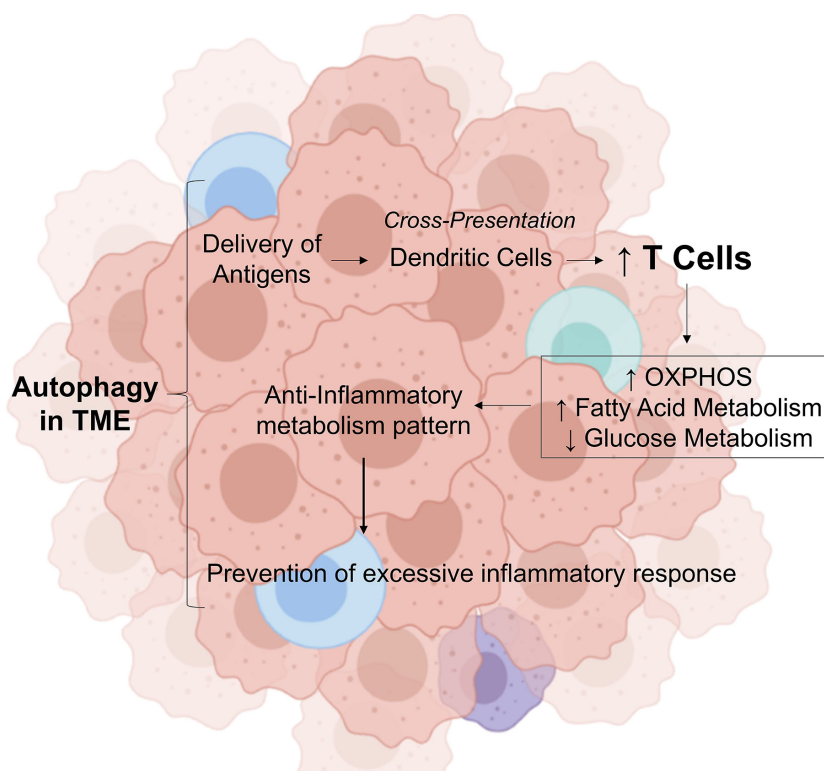 Cross-Presentation
Delivery of
Antigens
→ Dendritic Cells → ↑ T Cells
Autophagy
in TME
Anti-Inflammatory
metabolism pattern
↑ OXPHOS
↑ Fatty Acid Metabolism
↓ Glucose Metabolism
Prevention of excessive inflammatory response